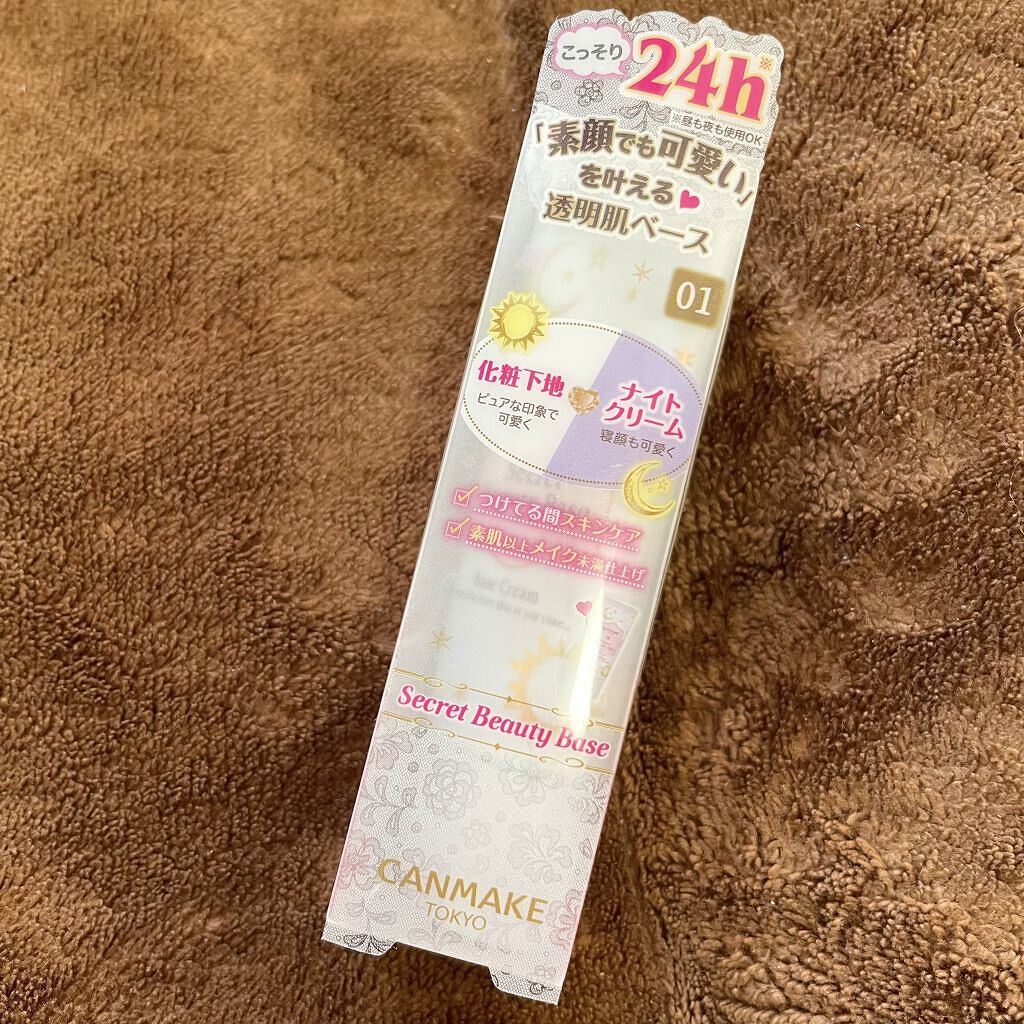 こっそり
24h※
※昼も夜も使用OK
「素顔でも可愛い」
を叶える
透明肌ベース
01
化粧下地
ピュアな印象で
可愛く
ナイト
クリーム
寝顔も可愛く
つけてる間スキンケア
素肌以上メイク未満仕上げ
Secret Beauty Base
CANMAKE
TOKYO